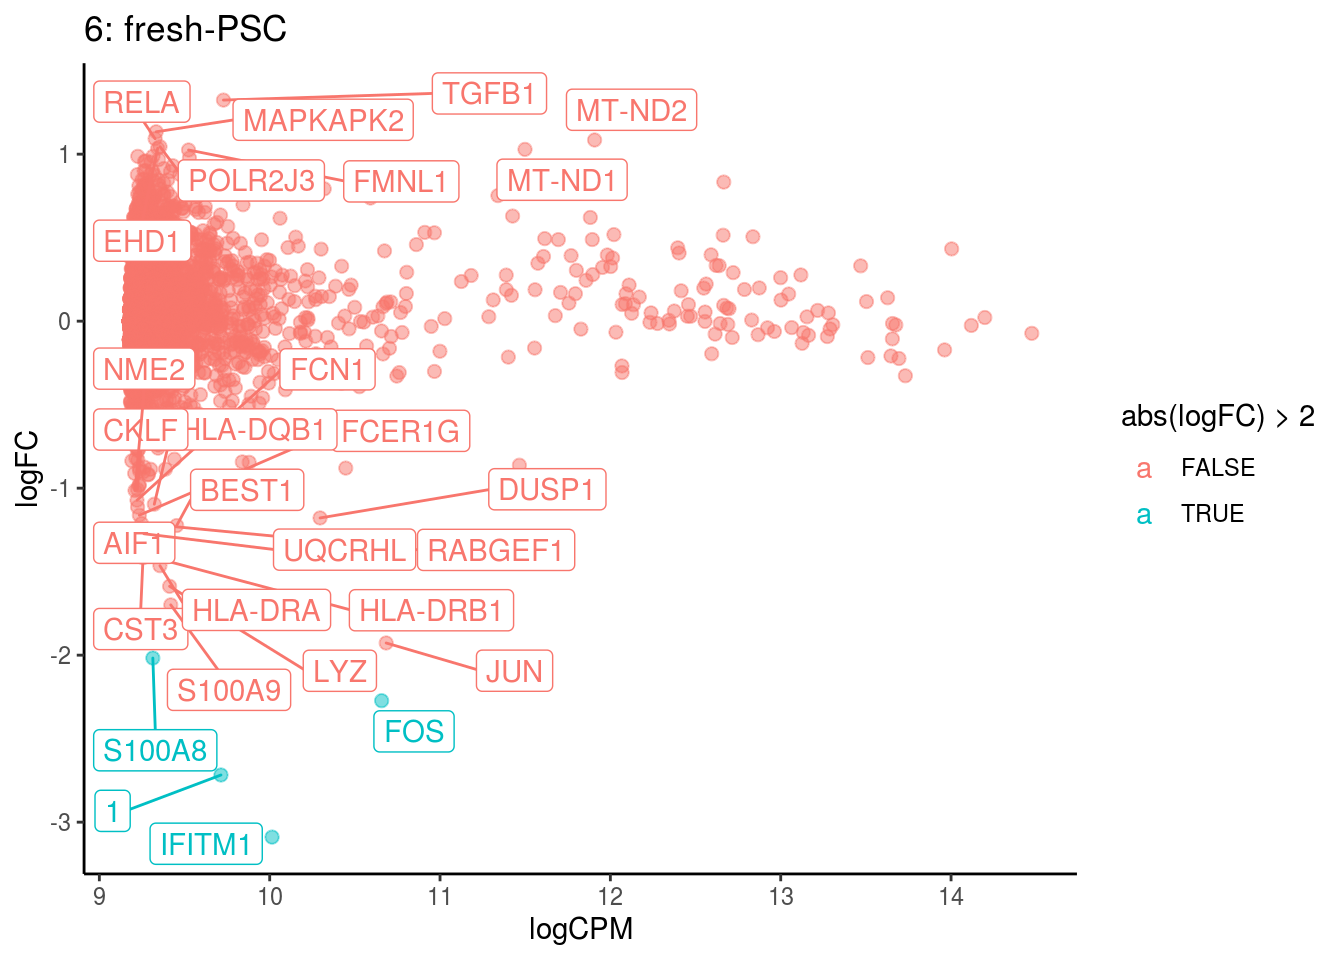 6: fresh-PSC
RELA
TGFB1
MAPKAPK2
MT-ND2
POLR2J3
FMNL1
MT-ND1
EHD1
NME2
FCN1
CKLF
HLA-DQB1
FCER1G
BEST1
DUSP1
AIF1
UQCRHL
RABGEF1
HLA-DRA
HLA-DRB1
CST3
LYZ
JUN
S100A9
FOS
S100A8
1
IFITM1
1
0
-1
-2
-3
logFC
9 10 11 12 13 14
logCPM
abs(logFC) > 2
a FALSE
a TRUE